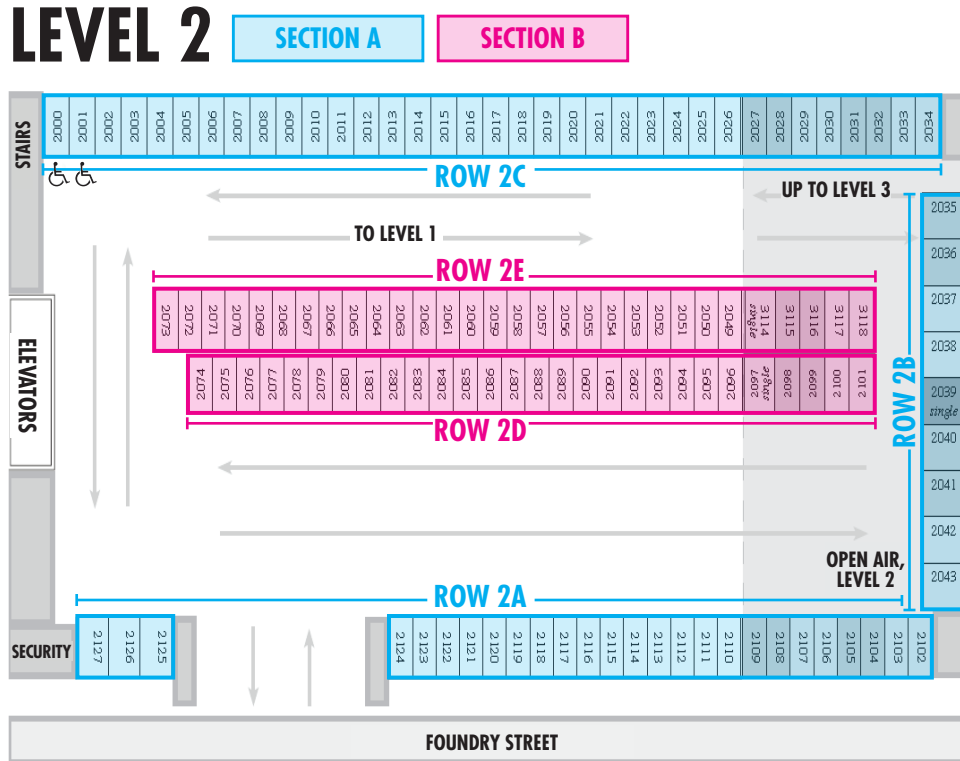 LEVEL 2
SECTION A
SECTION B
STAIRS
2000 2001 2002 2003 2004 2005 2006 2007 2008 2009 2010 2011 2012 2013 2014 2015 2016 2017 2018 2019 2020 2021 2022 2023 2024 2025 2026 2027 2028 2029 2030 2031 2032 2033 2034
ROW 2C
UP TO LEVEL 3
TO LEVEL 1
2035
2036
2037
2038
2039
single
2040
2041
2042
2043
ROW 2B
ROW 2E
2073 2072 2071 2070 2069 2068 2067 2066 2065 2064 2063 2062 2061 2060 2059 2058 2057 2056 2055 2054 2053 2052 2051 2050 2049 3114 single 3115 3116 3117 3118
2074 2075 2076 2077 2078 2079 2080 2081 2082 2083 2084 2085 2086 2087 2088 2089 2090 2091 2092 2093 2094 2095 2096 2097 single 2098 2099 2100 2101
ROW 2D
ELEVATORS
OPEN AIR,
LEVEL 2
ROW 2A
SECURITY
2127 2126 2125
2124 2123 2122 2121 2120 2119 2118 2117 2116 2115 2114 2113 2112 2111 2110 2109 2108 2107 2106 2105 2104 2103 2102
FOUNDRY STREET